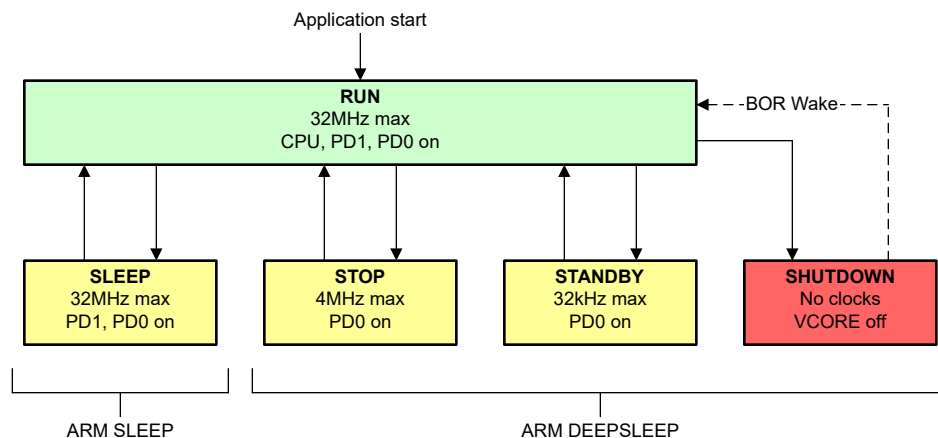 Application start
RUN
32MHz max
CPU, PD1, PD0 on
BOR Wake
SLEEP
32MHz max
PD1, PD0 on
STOP
4MHz max
PD0 on
STANDBY
32kHz max
PD0 on
SHUTDOWN
No clocks
VCORE off
ARM SLEEP
ARM DEEPSLEEP